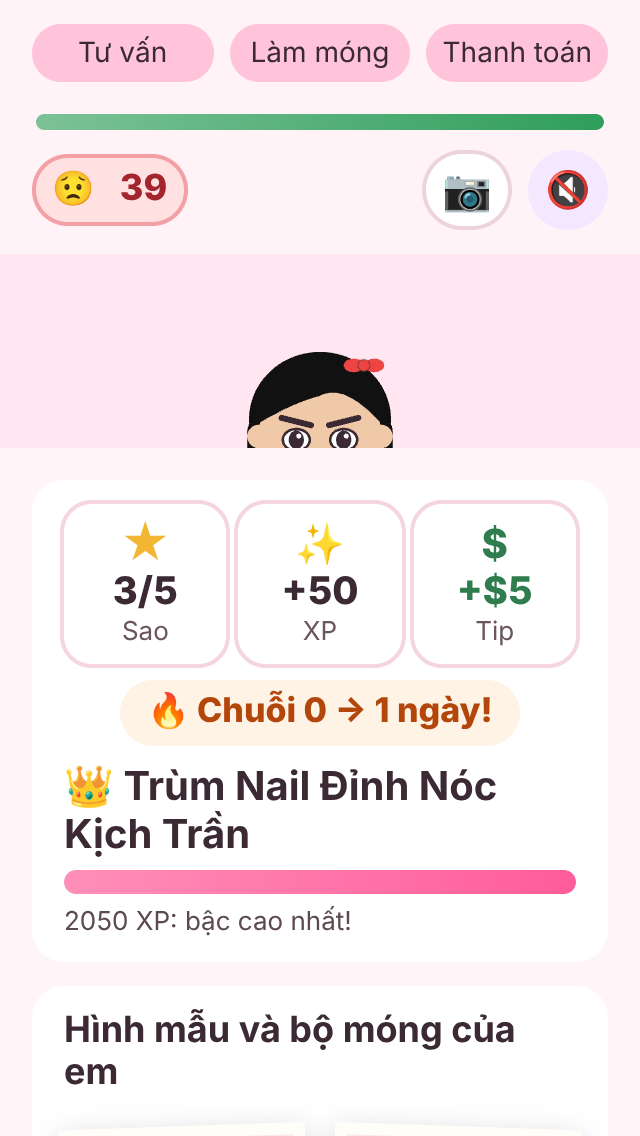 Tư vấn
Làm móng
Thanh toán
😟 39
3/5
Sao
+50
XP
$
+$5
Tip
🔥 Chuỗi 0 → 1 ngày!
👑 Trùm Nail Đỉnh Nóc
Kịch Trần
2050 XP: bậc cao nhất!
Hình mẫu và bộ móng của
em